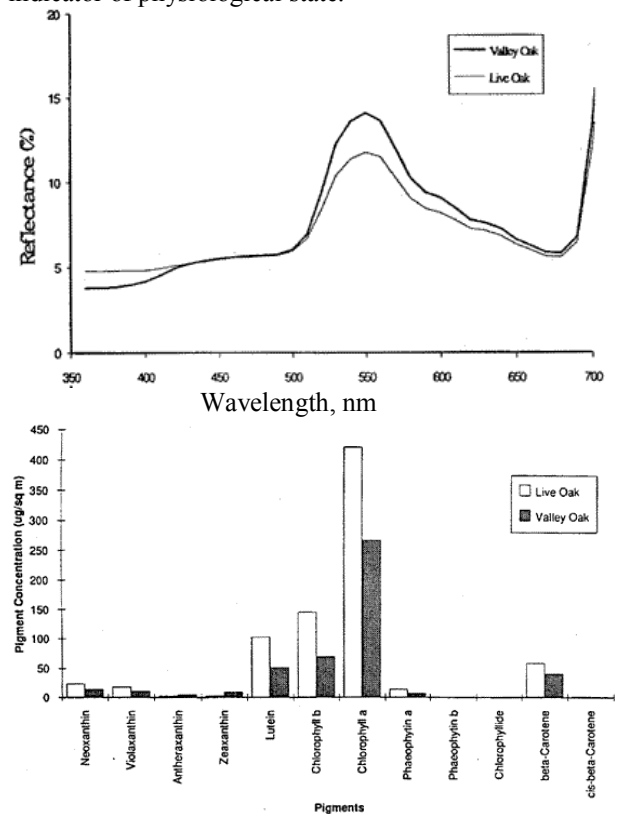 indicator of physiological state.
20
15
10
5
0
Reflectance (%)
Valley Oak
Live Oak
350 400 450 500 550 600 650 700
Wavelength, nm
450
400
350
300
250
200
150
100
50
0
Pigment Concentration (ug/sq m)
Live Oak
Valley Oak
Neoxanthin
Violaxanthin
Antheraxanthin
Zeaxanthin
Lutein
Chlorophyll b
Chlorophyll a
Phaeophytin a
Phaeophytin b
Chlorophyllide
beta-Carotene
cis-beta-Carotene
Pigments